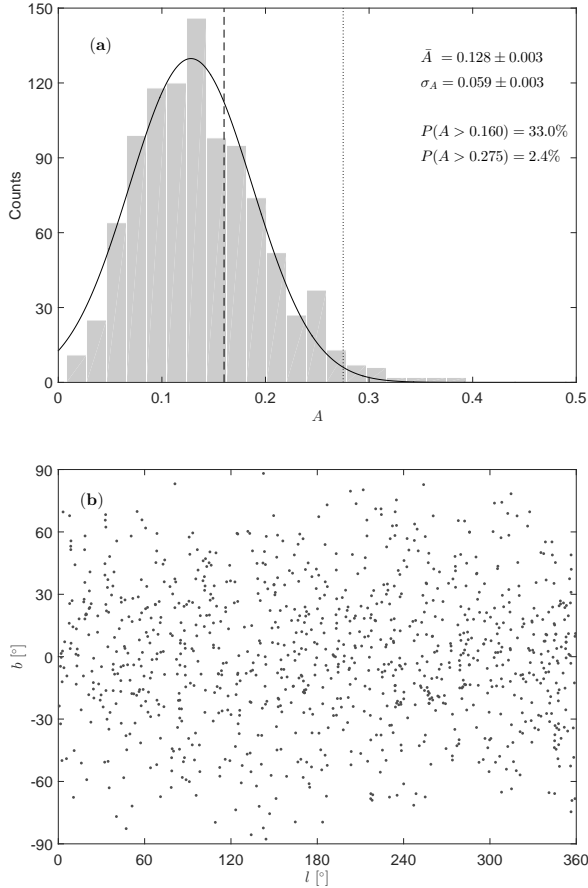 150
120
90
60
30
0
Counts
(a)
Ā = 0.128 ± 0.003
σ_A = 0.059 ± 0.003
P(A > 0.160) = 33.0%
P(A > 0.275) = 2.4%
0 0.1 0.2 0.3 0.4 0.5
A
90
60
30
0
-30
-60
-90
b [°]
(b)
0 60 120 180 240 300 360
l [°]